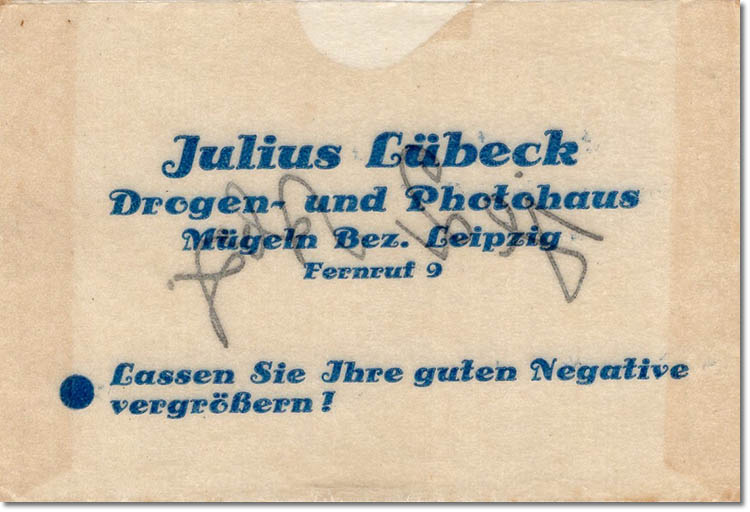 Julius Lübeck
Drogen- und Photohaus
Mügeln Bez. Leipzig
Fernruf 9
Lassen Sie Ihre guten Negative
vergrößern!